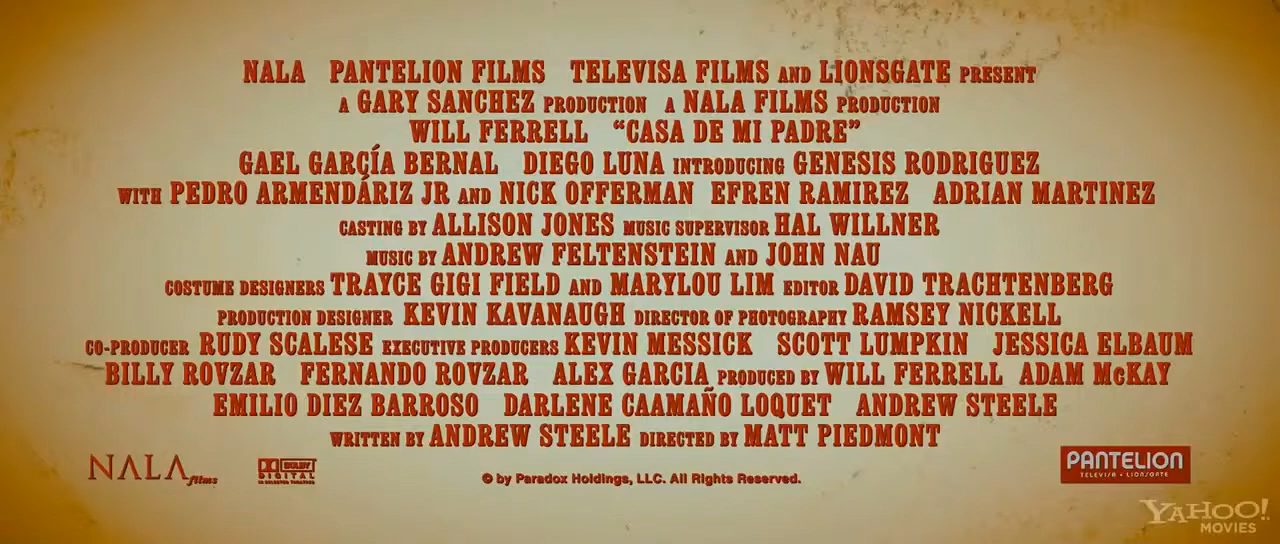 NALA PANTELION FILMS TELEVISA FILMS AND LIONSGATE PRESENT
A GARY SANCHEZ PRODUCTION A NALA FILMS PRODUCTION
WILL FERRELL “CASA DE MI PADRE”
GAEL GARCÍA BERNAL DIEGO LUNA INTRODUCING GENESIS RODRIGUEZ
WITH PEDRO ARMENDÁRIZ JR AND NICK OFFERMAN EFREN RAMIREZ ADRIAN MARTINEZ
CASTING BY ALLISON JONES MUSIC SUPERVISOR HAL WILLNER
MUSIC BY ANDREW FELTENSTEIN AND JOHN NAU
COSTUME DESIGNERS TRAYCE GIGI FIELD AND MARYLOU LIM EDITOR DAVID TRACHTENBERG
PRODUCTION DESIGNER KEVIN KAVANAUGH DIRECTOR OF PHOTOGRAPHY RAMSEY NICKELL
CO-PRODUCER RUDY SCALESE EXECUTIVE PRODUCERS KEVIN MESSICK SCOTT LUMPKIN JESSICA ELBAUM
BILLY ROVZAR FERNANDO ROVZAR ALEX GARCIA PRODUCED BY WILL FERRELL ADAM McKAY
EMILIO DIEZ BARROSO DARLENE CAAMAÑO LOQUET ANDREW STEELE
WRITTEN BY ANDREW STEELE DIRECTED BY MATT PIEDMONT
NALA films
DOLBY
DIGITAL
IN SELECTED THEATRES
© by Paradox Holdings, LLC. All Rights Reserved.
PANTELION
TELEVISA • LIONSGATE
YAHOO!
MOVIES